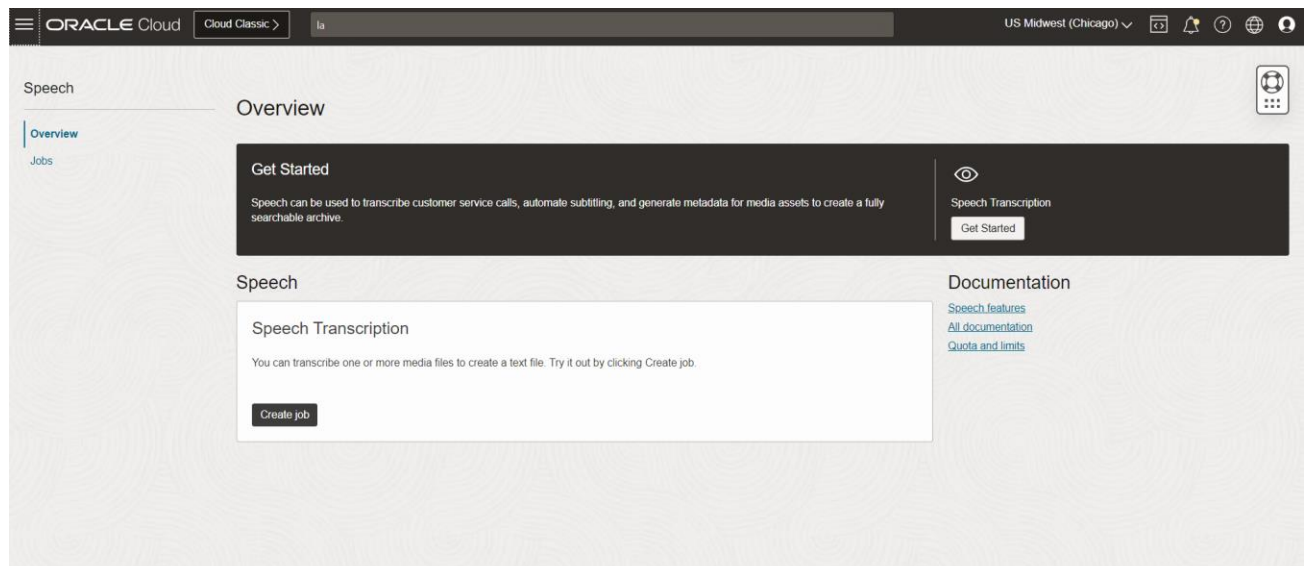 ORACLE Cloud
Cloud Classic >
la
US Midwest (Chicago)
Speech
Overview
Jobs
Overview
Get Started
Speech can be used to transcribe customer service calls, automate subtitling, and generate metadata for media assets to create a fully
searchable archive.
Speech Transcription
Get Started
Speech
Speech Transcription
You can transcribe one or more media files to create a text file. Try it out by clicking Create job.
Create job
Documentation
Speech features
All documentation
Quota and limits